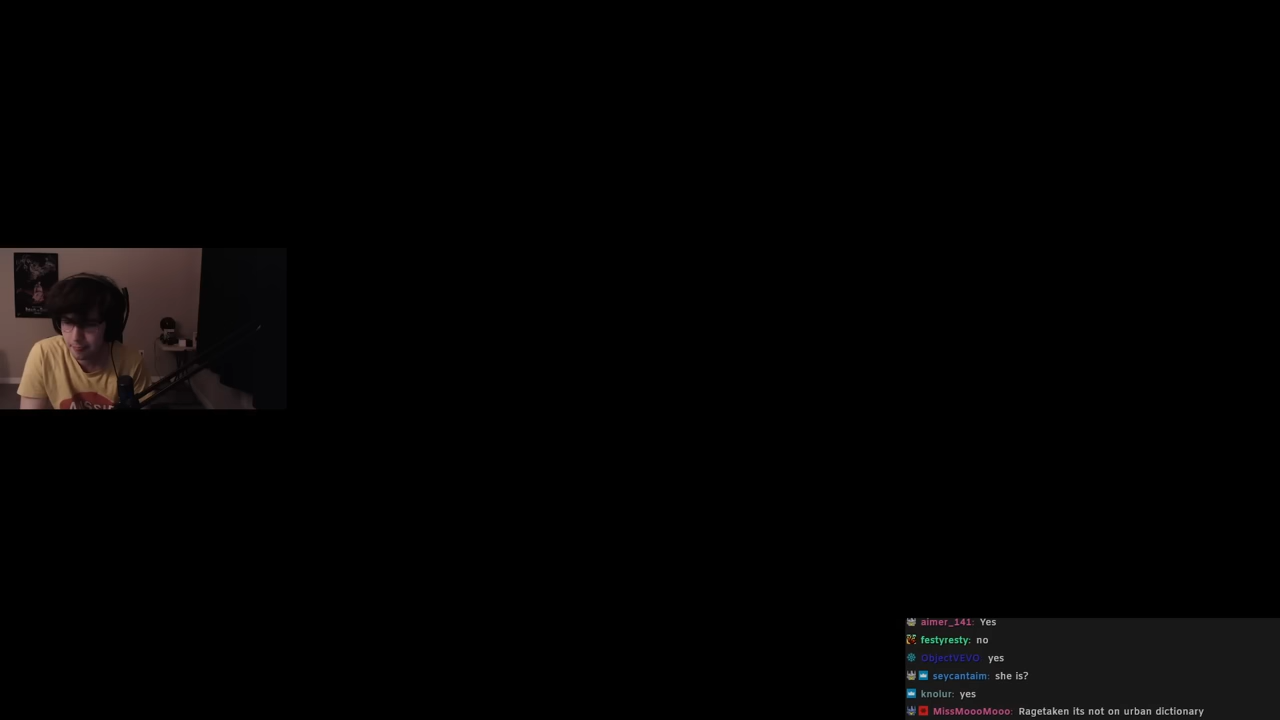 aimer_141: Yes
festyresty: no
ObjectVEVO yes
seycantaim: she is?
knolur: yes
MissMoooMooo: Ragetaken its not on urban dictionary